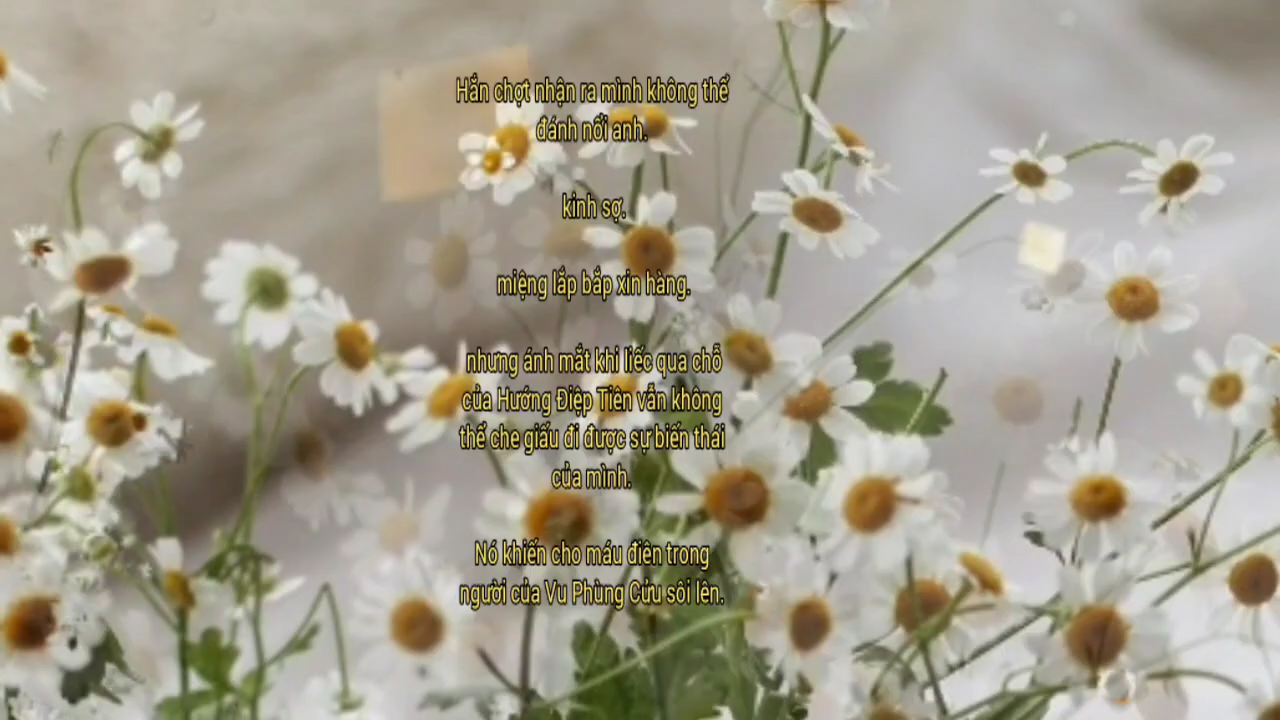 Hắn chợt nhận ra mình không thể
đánh nổi anh.
kinh sợ.
miệng lắp bắp xin hàng.
nhưng ánh mắt khi liếc qua chỗ
của Hướng Điệp Tiên vẫn không
thể che giấu đi được sự biến thái
của mình.
Nó khiến cho máu điên trong
người của Vu Phùng Cửu sôi lên.